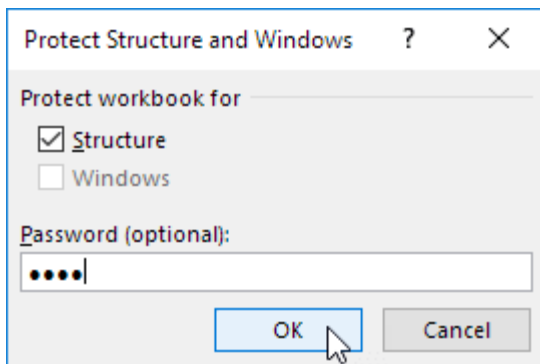 Protect Structure and Windows ?
Protect workbook for
Structure
Windows
Password (optional):
••••
OK Cancel